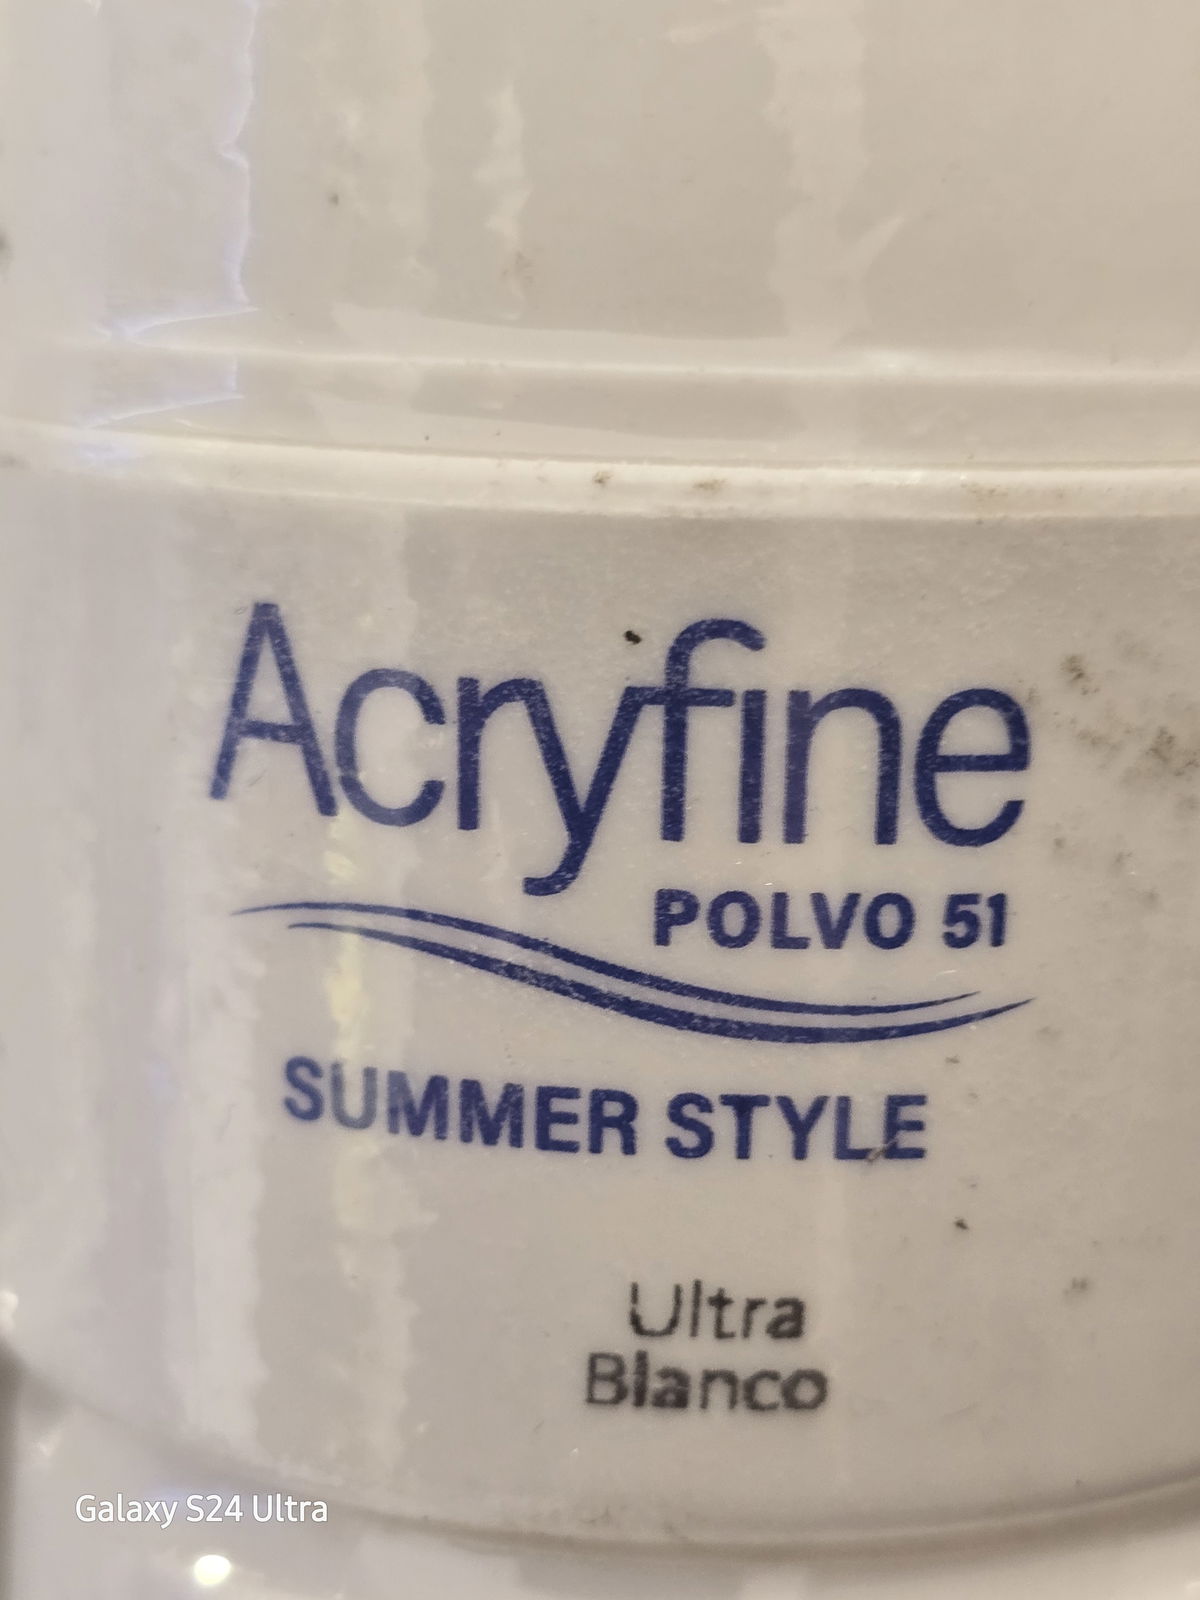 Acryfine
POLVO 51
SUMMER STYLE
Ultra
Blanco
Galaxy S24 Ultra